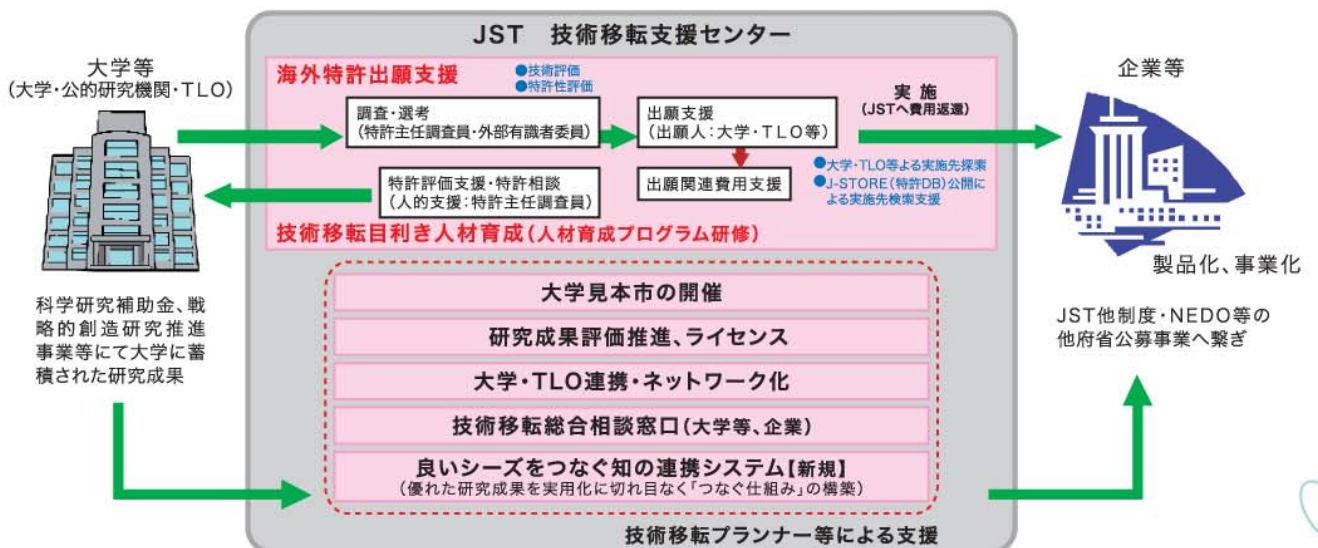 JST 技術移転支援センター
大学等
(大学・公的研究機関・TLO)
海外特許出願支援
●技術評価
●特許性評価
調査・選考
(特許主任調査員・外部有識者委員)
出願支援
(出願人:大学・TLO等)
実 施
(JSTへ費用返還)
企業等
特許評価支援・特許相談
(人的支援:特許主任調査員)
出願関連費用支援
●大学・TLO等よる実施先探索
●J-STORE(特許DB)公開に
よる実施先検索支援
技術移転目利き人材育成(人材育成プログラム研修)
製品化、事業化
科学研究補助金、戦
略的創造研究推進
事業等にて大学に蓄
積された研究成果
大学見本市の開催
研究成果評価推進、ライセンス
大学・TLO連携・ネットワーク化
技術移転総合相談窓口(大学等、企業)
良いシーズをつなぐ知の連携システム【新規】
(優れた研究成果を実用化に切れ目なく「つなぐ仕組み」の構築)
JST他制度・NEDO等の
他府省公募事業へ繋ぎ
技術移転プランナー等による支援